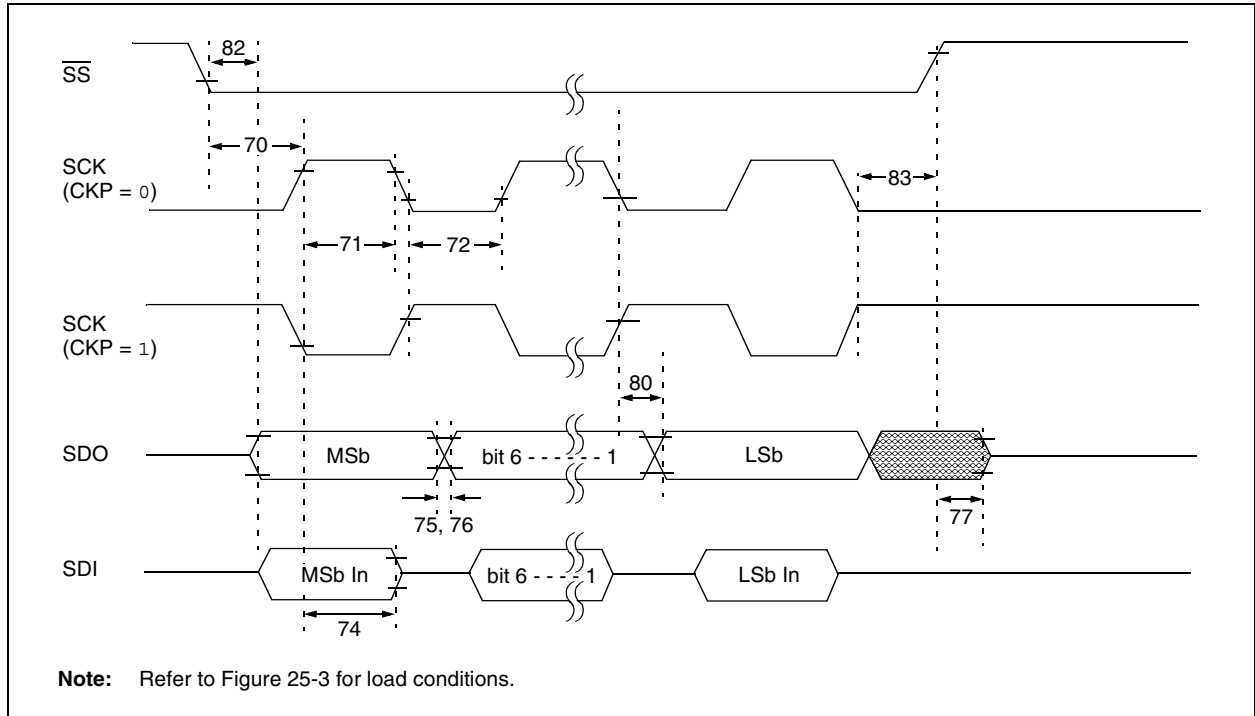 82
SS
70
SCK
(CKP = 0)
83
71
72
SCK
(CKP = 1)
80
SDO
MSb
bit 6 - - - - - - 1
LSb
75, 76
77
SDI
MSb In
bit 6 - - - - 1
LSb In
74
Note: Refer to Figure 25-3 for load conditions.